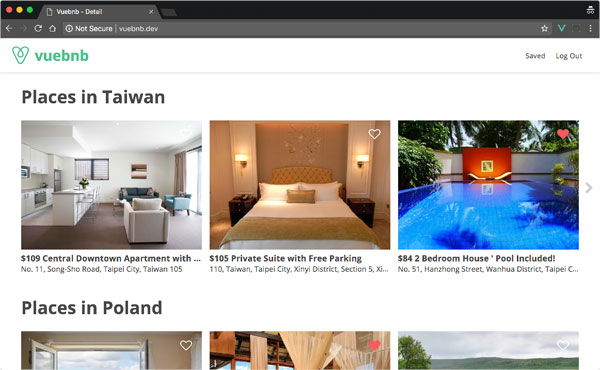 Vuebnb - Detail
Not Secure vuebnb.dev
vuebnb
Saved Log Out
Places in Taiwan
$109 Central Downtown Apartment with ...
No. 11, Song-Sho Road, Taipei City, Taiwan 105
$105 Private Suite with Free Parking
110, Taiwan, Taipei City, Xinyi District, Section 5, Xi...
$84 2 Bedroom House ' Pool Included!
No. 51, Hanzhong Street, Wanhua District, Taipei C...
Places in Poland